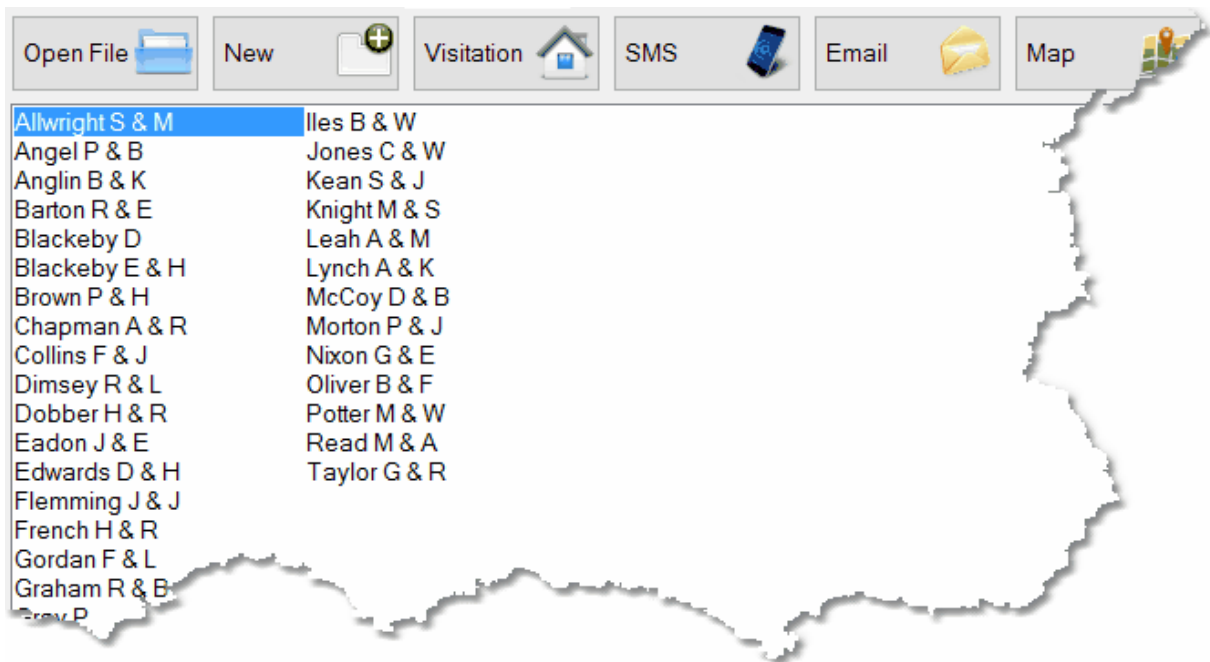 Open File New Visitation SMS Email Map
Allwright S & M
Angel P & B
Anglin B & K
Barton R & E
Blackeby D
Blackeby E & H
Brown P & H
Chapman A & R
Collins F & J
Dimsey R & L
Dobber H & R
Eadon J & E
Edwards D & H
Flemming J & J
French H & R
Gordan F & L
Graham R & B
Gray P
Iles B & W
Jones C & W
Kean S & J
Knight M & S
Leah A & M
Lynch A & K
McCoy D & B
Morton P & J
Nixon G & E
Oliver B & F
Potter M & W
Read M & A
Taylor G & R